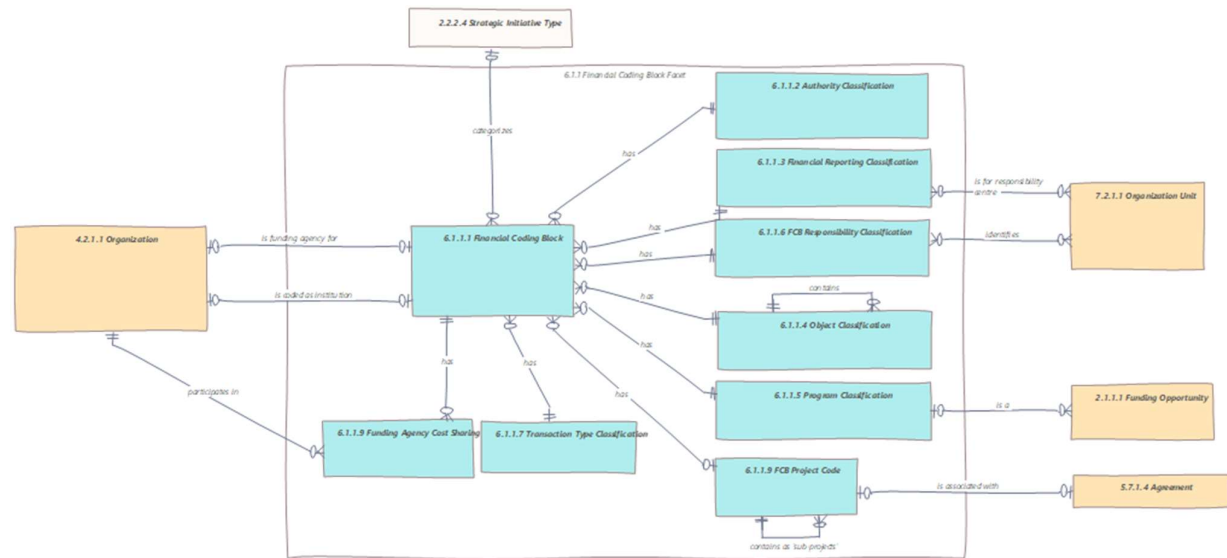 2.2.2.4 Strategic Initiative Type
6.1.1 Financial Coding Block Facet
6.1.1.2 Authority Classification
categorizes
has
6.1.1.3 Financial Reporting Classification
is for responsibility
centre
7.2.1.1 Organization Unit
4.2.1.1 Organization
is funding agency for
6.1.1.1 Financial Coding Block
has
6.1.1.6 FCB Responsibility Classification
identifies
has
contains
is coded as institution
has
6.1.1.4 Object Classification
has
participates in
has
has
has
6.1.1.5 Program Classification
is a
2.1.1.1 Funding Opportunity
6.1.1.9 Funding Agency Cost Sharing
6.1.1.7 Transaction Type Classification
6.1.1.9 FCB Project Code
is associated with
5.7.1.4 Agreement
contains as 'sub-projects'